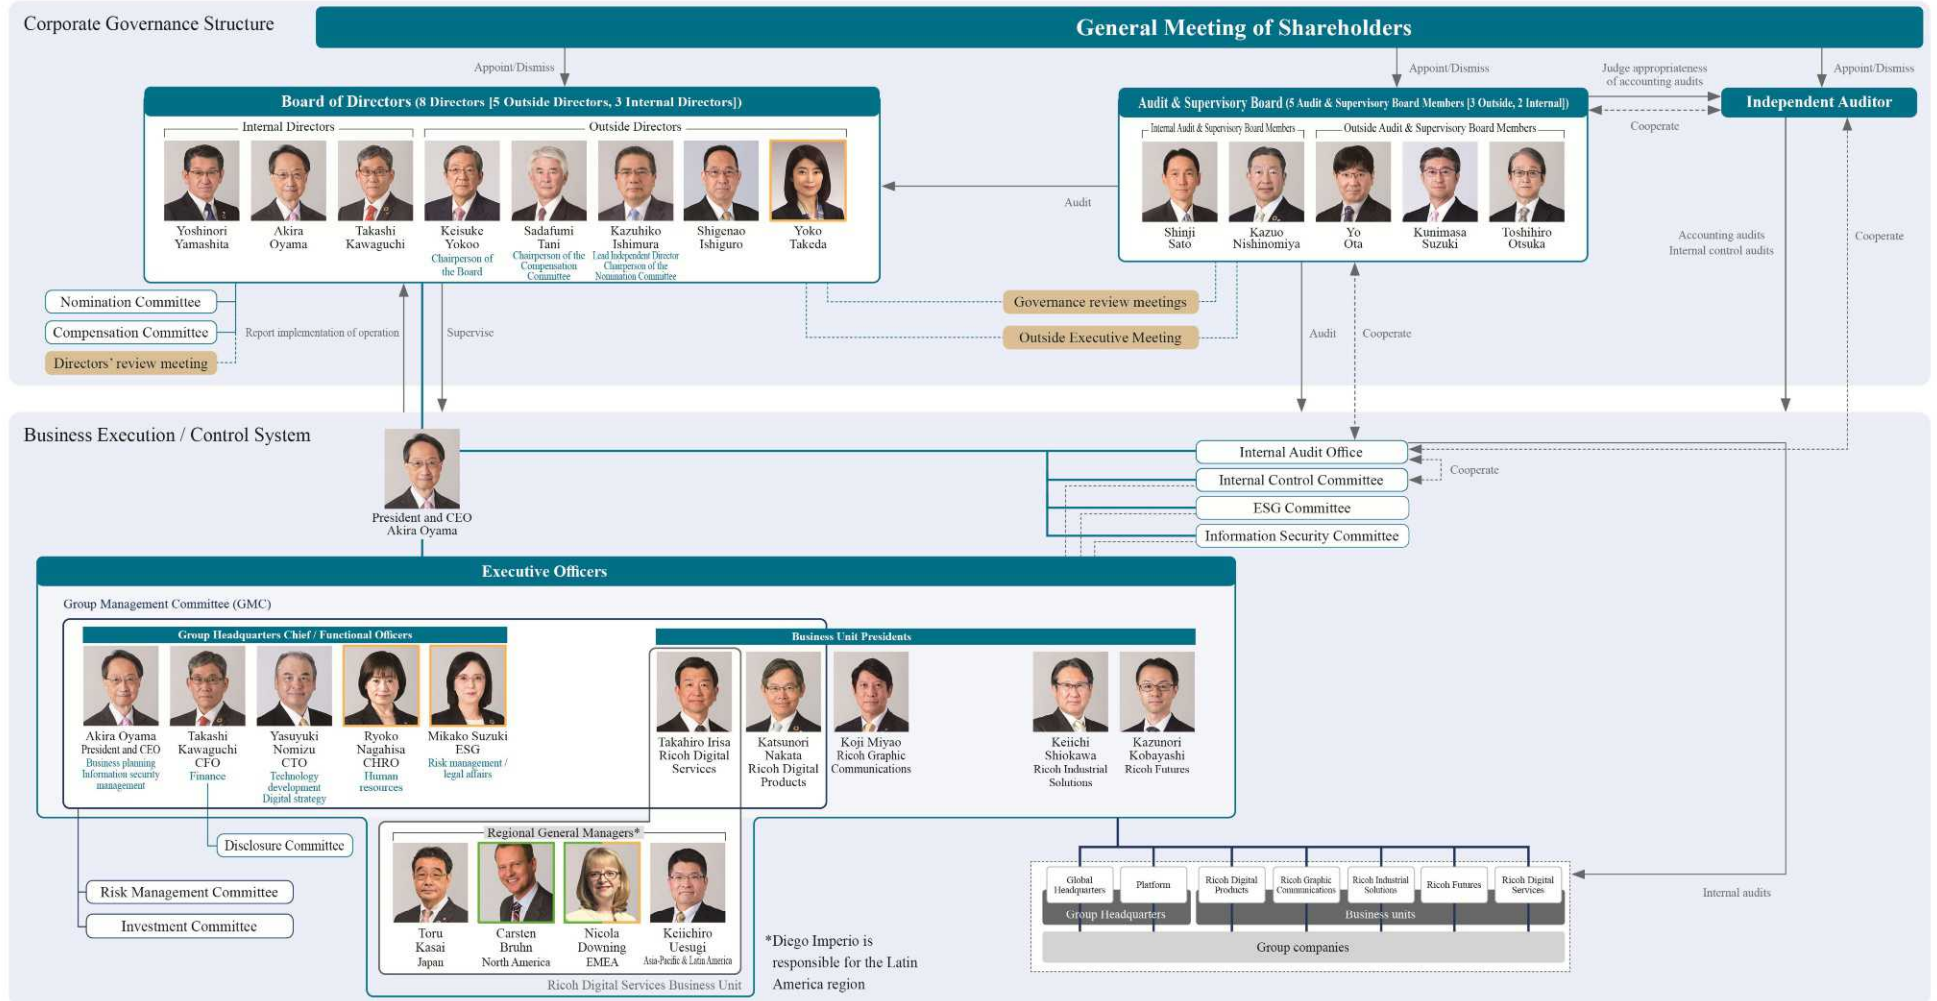 Corporate Governance Structure
General Meeting of Shareholders
Appoint/Dismiss
Appoint/Dismiss
Judge appropriateness
of accounting audits
Appoint/Dismiss
Board of Directors (8 Directors [5 Outside Directors, 3 Internal Directors])
Internal Directors
Outside Directors
Yoshinori
Yamashita
Akira
Oyama
Takashi
Kawaguchi
Keisuke
Yokoo
Chairperson of
the Board
Sadafumi
Tani
Chairperson of the
Compensation
Committee
Kazuhiko
Ishimura
Lead Independent Director
Chairperson of the
Nomination Committee
Shigenao
Ishiguro
Yoko
Takeda
Audit
Audit & Supervisory Board (5 Audit & Supervisory Board Members [3 Outside, 2 Internal])
Internal Audit & Supervisory Board Members
Outside Audit & Supervisory Board Members
Shinji
Sato
Kazuo
Nishinomiya
Yo
Ota
Kunimasa
Suzuki
Toshihiro
Otsuka
Cooperate
Independent Auditor
Accounting audits
Internal control audits
Cooperate
Nomination Committee
Compensation Committee
Directors' review meeting
Report implementation of operation
Supervise
Governance review meetings
Outside Executive Meeting
Audit
Cooperate
Business Execution / Control System
President and CEO
Akira Oyama
Internal Audit Office
Internal Control Committee
ESG Committee
Information Security Committee
Cooperate
Executive Officers
Group Management Committee (GMC)
Group Headquarters Chief / Functional Officers
Akira Oyama
President and CEO
Business planning
Information security
management
Takashi
Kawaguchi
CFO
Finance
Yasuyuki
Nomizu
CTO
Technology
development
Digital strategy
Ryoko
Nagahisa
CHRO
Human
resources
Mikako Suzuki
ESG
Risk management /
legal affairs
Business Unit Presidents
Takahiro Irisa
Ricoh Digital
Services
Katsunori
Nakata
Ricoh Digital
Products
Koji Miyao
Ricoh Graphic
Communications
Keiichi
Shiokawa
Ricoh Industrial
Solutions
Kazunori
Kobayashi
Ricoh Futures
Disclosure Committee
Risk Management Committee
Investment Committee
Regional General Managers*
Toru
Kasai
Japan
Carsten
Bruhn
North America
Nicola
Downing
EMEA
Keiichiro
Uesugi
Asia-Pacific & Latin America
Ricoh Digital Services Business Unit
*Diego Imperio is
responsible for the Latin
America region
Global
Headquarters
Platform
Ricoh Digital
Products
Ricoh Graphic
Communications
Ricoh Industrial
Solutions
Ricoh Futures
Ricoh Digital
Services
Group Headquarters
Business units
Group companies
Internal audits